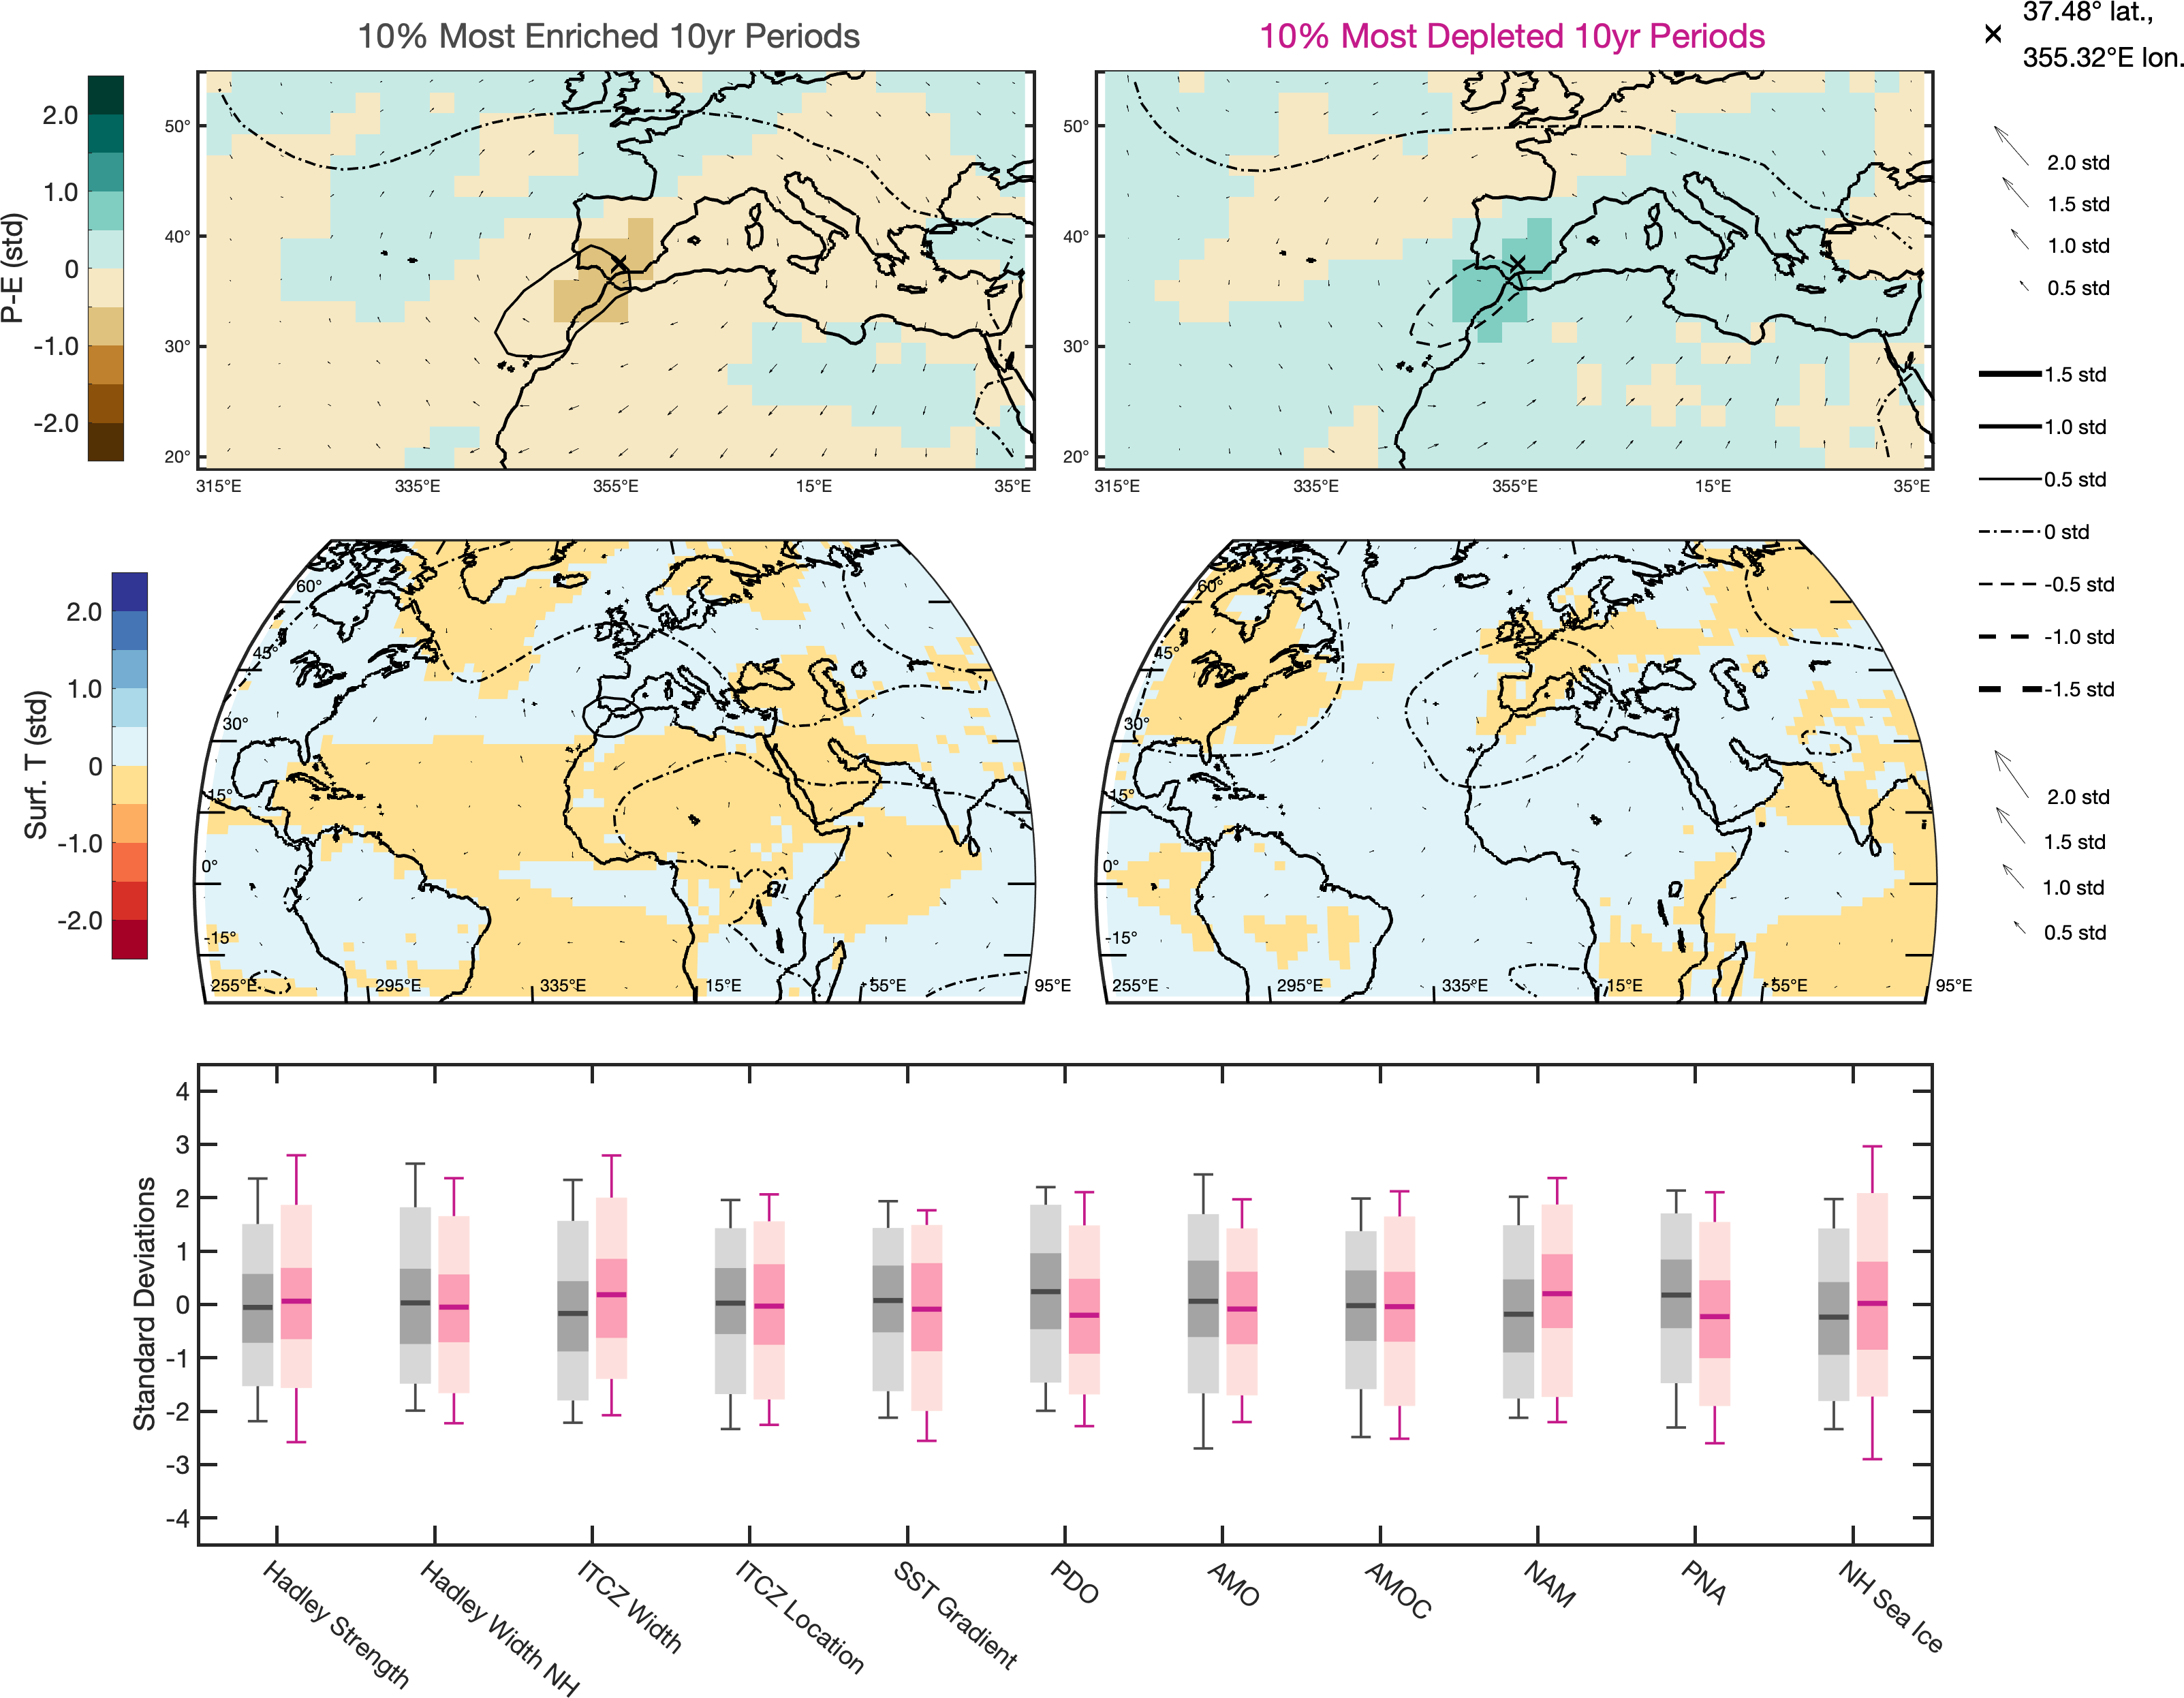 10% Most Enriched 10yr Periods
10% Most Depleted 10yr Periods
37.48° lat.,
355.32°E lon.
P-E (std)
2.0
1.0
0
-1.0
-2.0
50°
40°
30°
20°
315°E 335°E 355°E 15°E 35°E
50°
40°
30°
20°
315°E 335°E 355°E 15°E 35°E
2.0 std
1.5 std
1.0 std
0.5 std
1.5 std
1.0 std
0.5 std
0 std
-0.5 std
-1.0 std
-1.5 std
Surf. T (std)
2.0
1.0
0
-1.0
-2.0
60°
45°
30°
15°
0°
-15°
255°E 295°E 335°E 15°E 55°E 95°E
60°
45°
30°
15°
0°
-15°
255°E 295°E 335°E 15°E 55°E 95°E
2.0 std
1.5 std
1.0 std
0.5 std
Standard Deviations
4
3
2
1
0
-1
-2
-3
-4
Hadley Strength
Hadley Width NH
ITCZ Width
ITCZ Location
SST Gradient
PDO
AMO
AMOC
NAM
PNA
NH Sea Ice